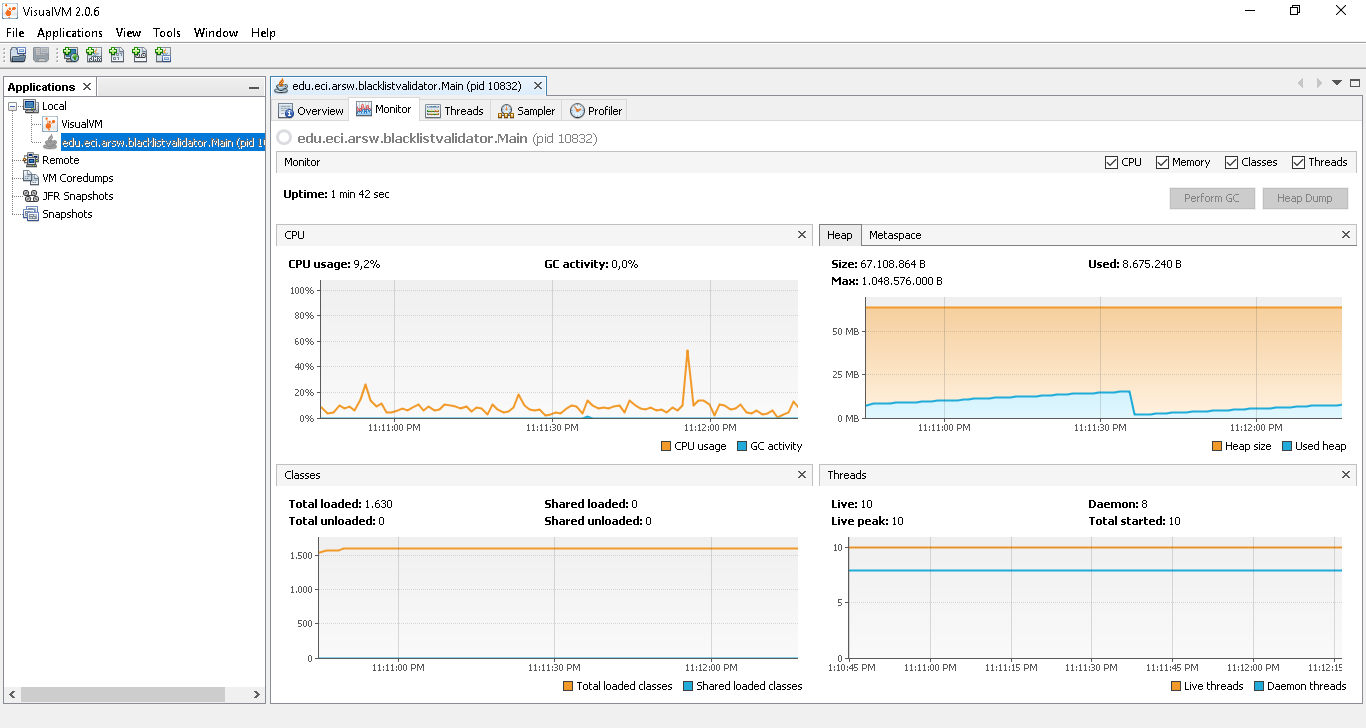 VisualVM 2.0.6
File Applications View Tools Window Help
Applications
Local
VisualVM
edu.eci.arsw.blacklistvalidator.Main (pid 1
Remote
VM Coredumps
JFR Snapshots
Snapshots
edu.eci.arsw.blacklistvalidator.Main (pid 10832)
Overview Monitor Threads Sampler Profiler
edu.eci.arsw.blacklistvalidator.Main (pid 10832)
Monitor CPU Memory Classes Threads
Uptime: 1 min 42 sec Perform GC Heap Dump
CPU
CPU usage: 9,2% GC activity: 0,0%
100%
80%
60%
40%
20%
0%
11:11:00 PM 11:11:30 PM 11:12:00 PM
CPU usage GC activity
Heap Metaspace
Size: 67.108.864 B Used: 8.675.240 B
Max: 1.048.576.000 B
50 MB
25 MB
0 MB
11:11:00 PM 11:11:30 PM 11:12:00 PM
Heap size Used heap
Classes
Total loaded: 1.630 Shared loaded: 0
Total unloaded: 0 Shared unloaded: 0
1.500
1.000
500
0
11:11:00 PM 11:11:30 PM 11:12:00 PM
Total loaded classes Shared loaded classes
Threads
Live: 10 Daemon: 8
Live peak: 10 Total started: 10
10
5
0
1:10:45 PM 11:11:00 PM 11:11:15 PM 11:11:30 PM 11:11:45 PM 11:12:00 PM 11:12:15
Live threads Daemon threads